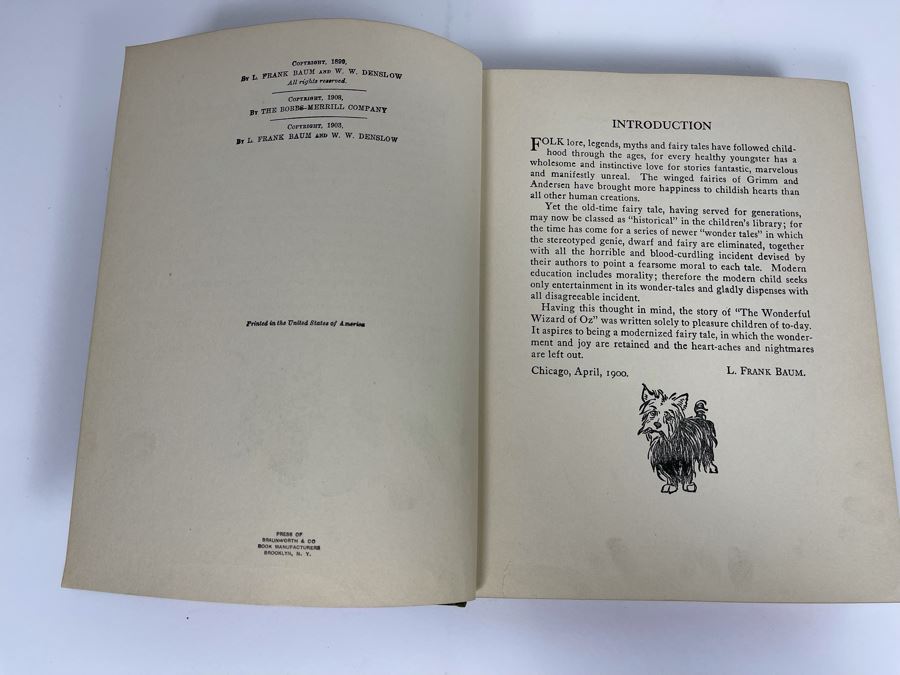 COPYRIGHT, 1899,
BY L. FRANK BAUM AND W. W. DENSLOW
All rights reserved.
COPYRIGHT, 1908,
BY THE BOBBS-MERRILL COMPANY
COPYRIGHT, 1903,
BY L. FRANK BAUM AND W. W. DENSLOW
Printed in the United States of America
PRESS OF
BRAUNWORTH & CO
BOOK MANUFACTURERS
BROOKLYN, N. Y.
INTRODUCTION
FOLK lore, legends, myths and fairy tales have followed child-
hood through the ages, for every healthy youngster has a
wholesome and instinctive love for stories fantastic, marvelous
and manifestly unreal. The winged fairies of Grimm and
Andersen have brought more happiness to childish hearts than
all other human creations.
Yet the old-time fairy tale, having served for generations,
may now be classed as "historical" in the children's library; for
the time has come for a series of newer "wonder tales" in which
the stereotyped genie, dwarf and fairy are eliminated, together
with all the horrible and blood-curdling incident devised by
their authors to point a fearsome moral to each tale. Modern
education includes morality; therefore the modern child seeks
only entertainment in its wonder-tales and gladly dispenses with
all disagreeable incident.
Having this thought in mind, the story of "The Wonderful
Wizard of Oz" was written solely to pleasure children of to-day.
It aspires to being a modernized fairy tale, in which the wonder-
ment and joy are retained and the heart-aches and nightmares
are left out.
Chicago, April, 1900. L. FRANK BAUM.